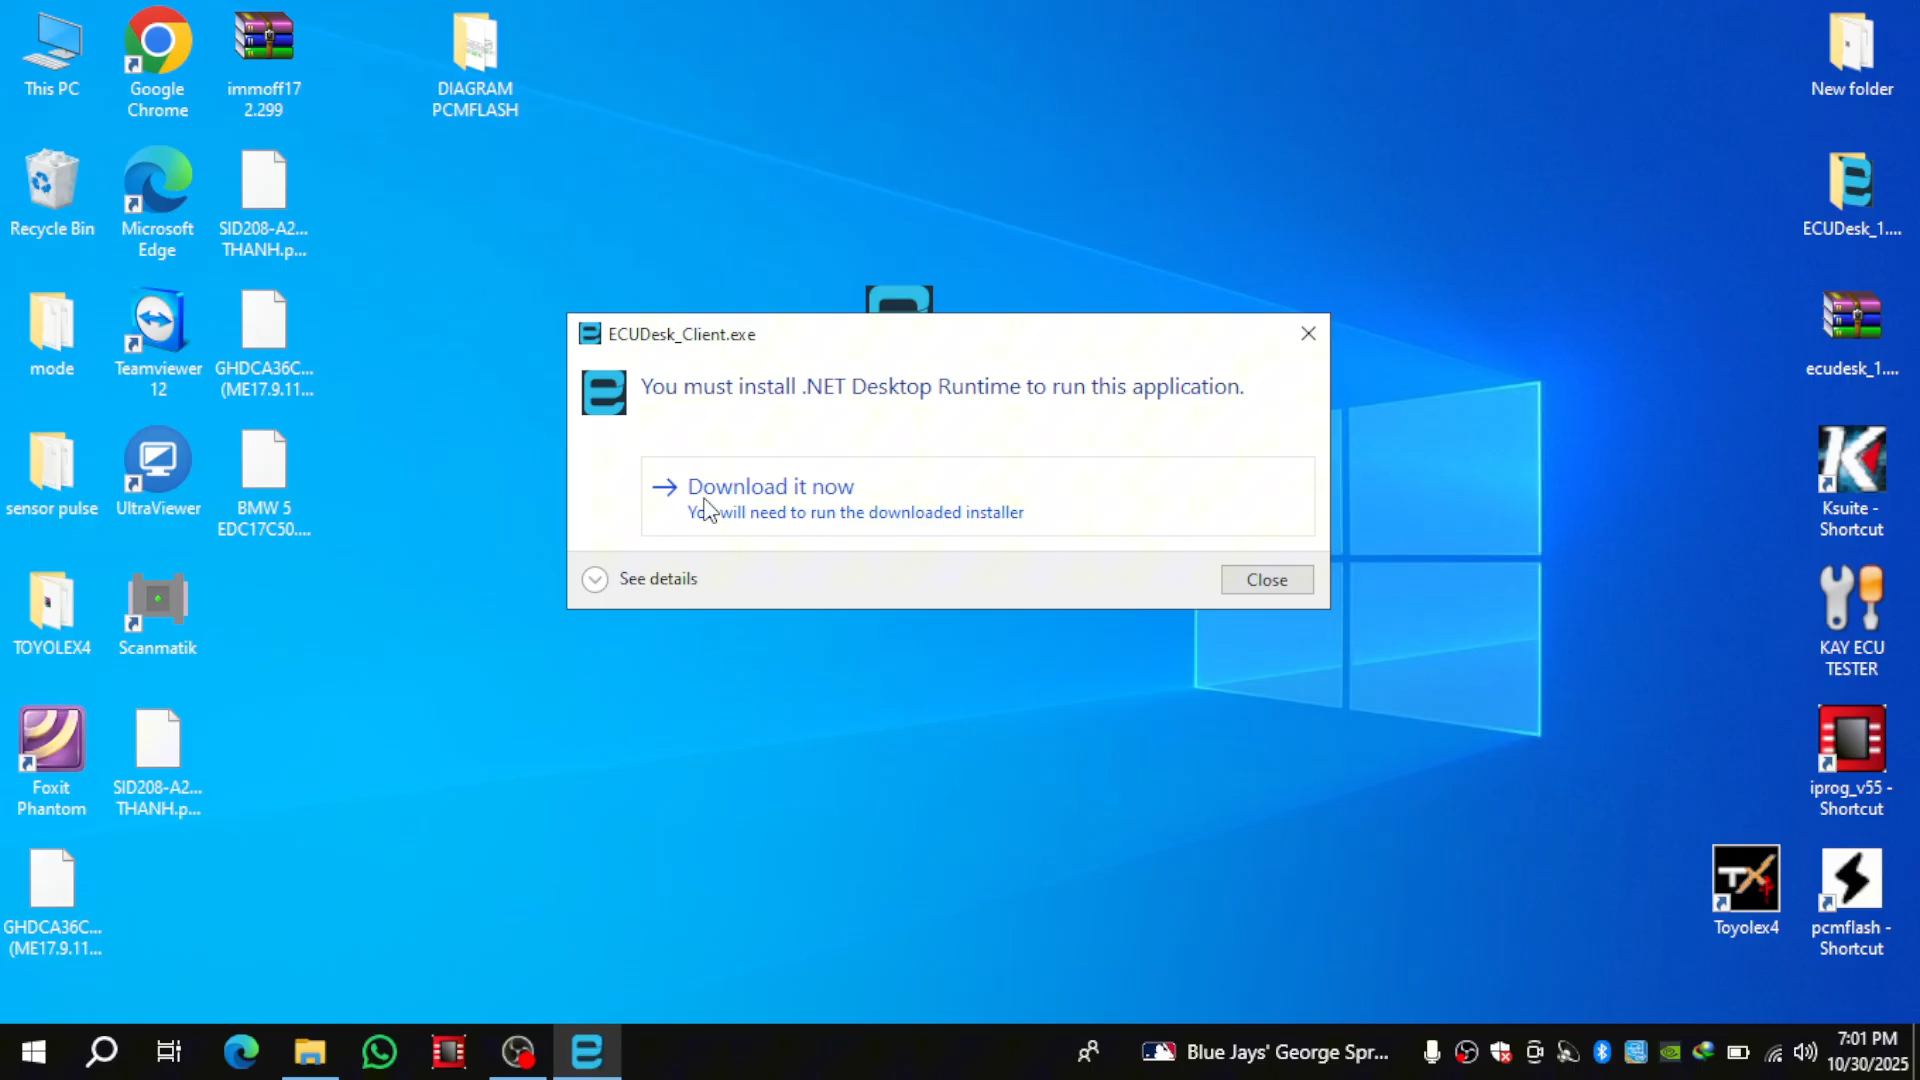 This PC
Google
Chrome
immoff17
2.299
DIAGRAM
PCMFLASH
New folder
Recycle Bin
Microsoft
Edge
SID208-A2...
THANH.p...
ECUDesk_1....
mode
Teamviewer
12
GHDCA36C...
(ME17.9.11...
ecudesk_1....
ECUDesk_Client.exe
You must install .NET Desktop Runtime to run this application.
Download it now
You will need to run the downloaded installer
See details
Close
sensor pulse
UltraViewer
BMW 5
EDC17C50....
Ksuite -
Shortcut
TOYOLEX4
Scanmatik
KAY ECU
TESTER
Foxit
Phantom
SID208-A2...
THANH.p...
iprog_v55 -
Shortcut
GHDCA36C...
(ME17.9.11...
TX
Toyolex4
pcmflash -
Shortcut
Blue Jays' George Spr...
7:01 PM
10/30/2025